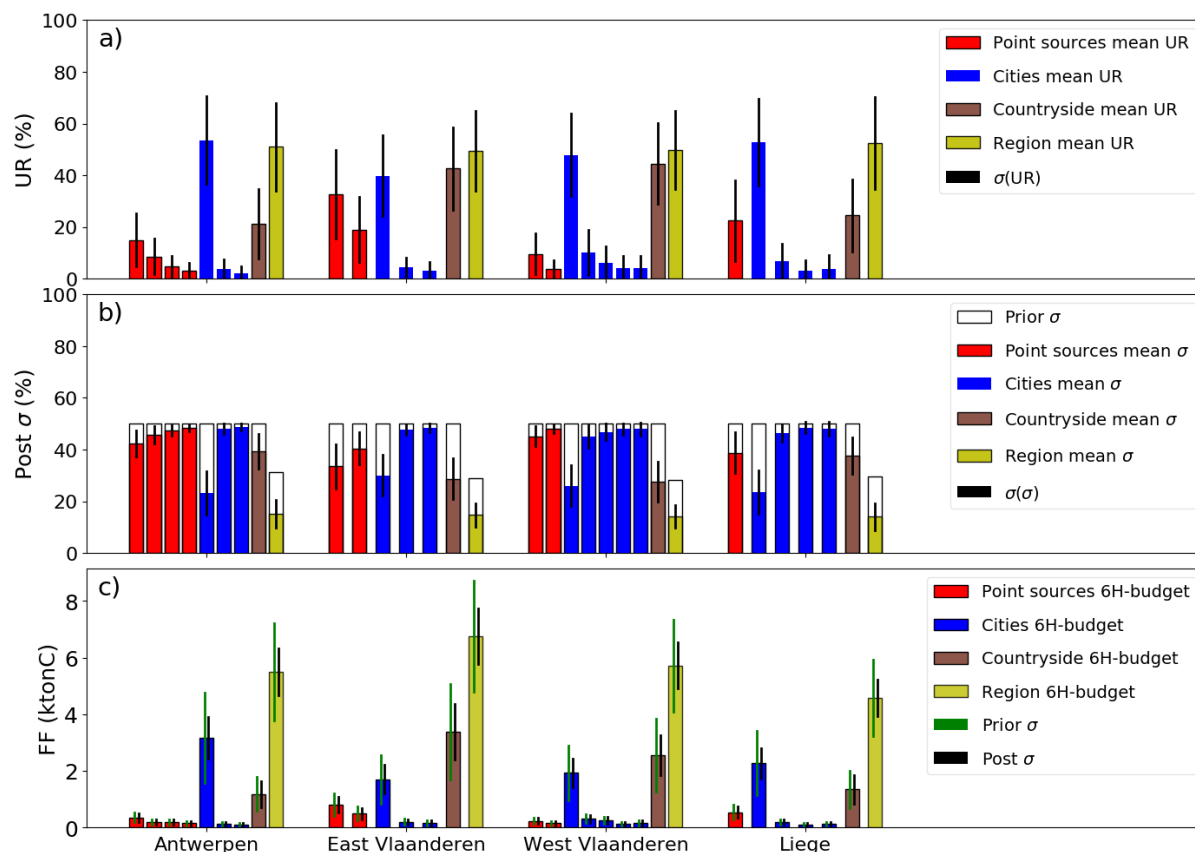 a)
UR (%)
100
80
60
40
20
0
Point sources mean UR
Cities mean UR
Countryside mean UR
Region mean UR
σ(UR)
b)
Post σ (%)
100
80
60
40
20
0
Prior σ
Point sources mean σ
Cities mean σ
Countryside mean σ
Region mean σ
σ(σ)
c)
FF (ktonC)
8
6
4
2
0
Point sources 6H-budget
Cities 6H-budget
Countryside 6H-budget
Region 6H-budget
Prior σ
Post σ
Antwerpen East Vlaanderen West Vlaanderen Liege